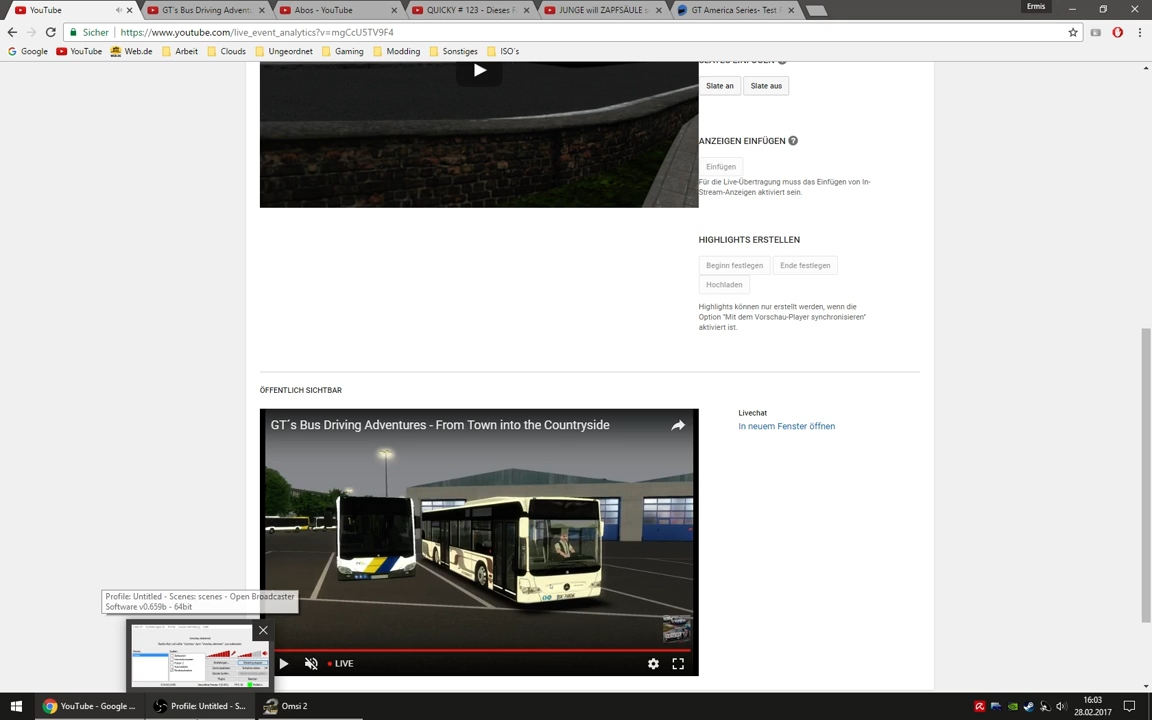 YouTube
GT´s Bus Driving Adventu
Abos - YouTube
QUICKY # 123 - Dieses F
JUNGE will ZAPFSÄULE s
GT America Series- Test F
Ermis
Sicher
https://www.youtube.com/live_event_analytics?v=mgCcU5TV9F4
Google
YouTube
Web.de
Arbeit
Clouds
Ungeordnet
Gaming
Modding
Sonstiges
ISO´s
SLATES EINFÜGEN
Slate an
Slate aus
ANZEIGEN EINFÜGEN
Einfügen
Für die Live-Übertragung muss das Einfügen von In-
Stream-Anzeigen aktiviert sein.
HIGHLIGHTS ERSTELLEN
Beginn festlegen
Ende festlegen
Hochladen
Highlights können nur erstellt werden, wenn die
Option "Mit dem Vorschau-Player synchronisieren"
aktiviert ist.
ÖFFENTLICH SICHTBAR
GT´s Bus Driving Adventures - From Town into the Countryside
Livechat
In neuem Fenster öffnen
Profile: Untitled - Scenes: scenes - Open Broadcaster
Software v0.659b - 64bit
LIVE
YouTube - Google ...
Profile: Untitled - S...
Omsi 2
16:03
28.02.2017